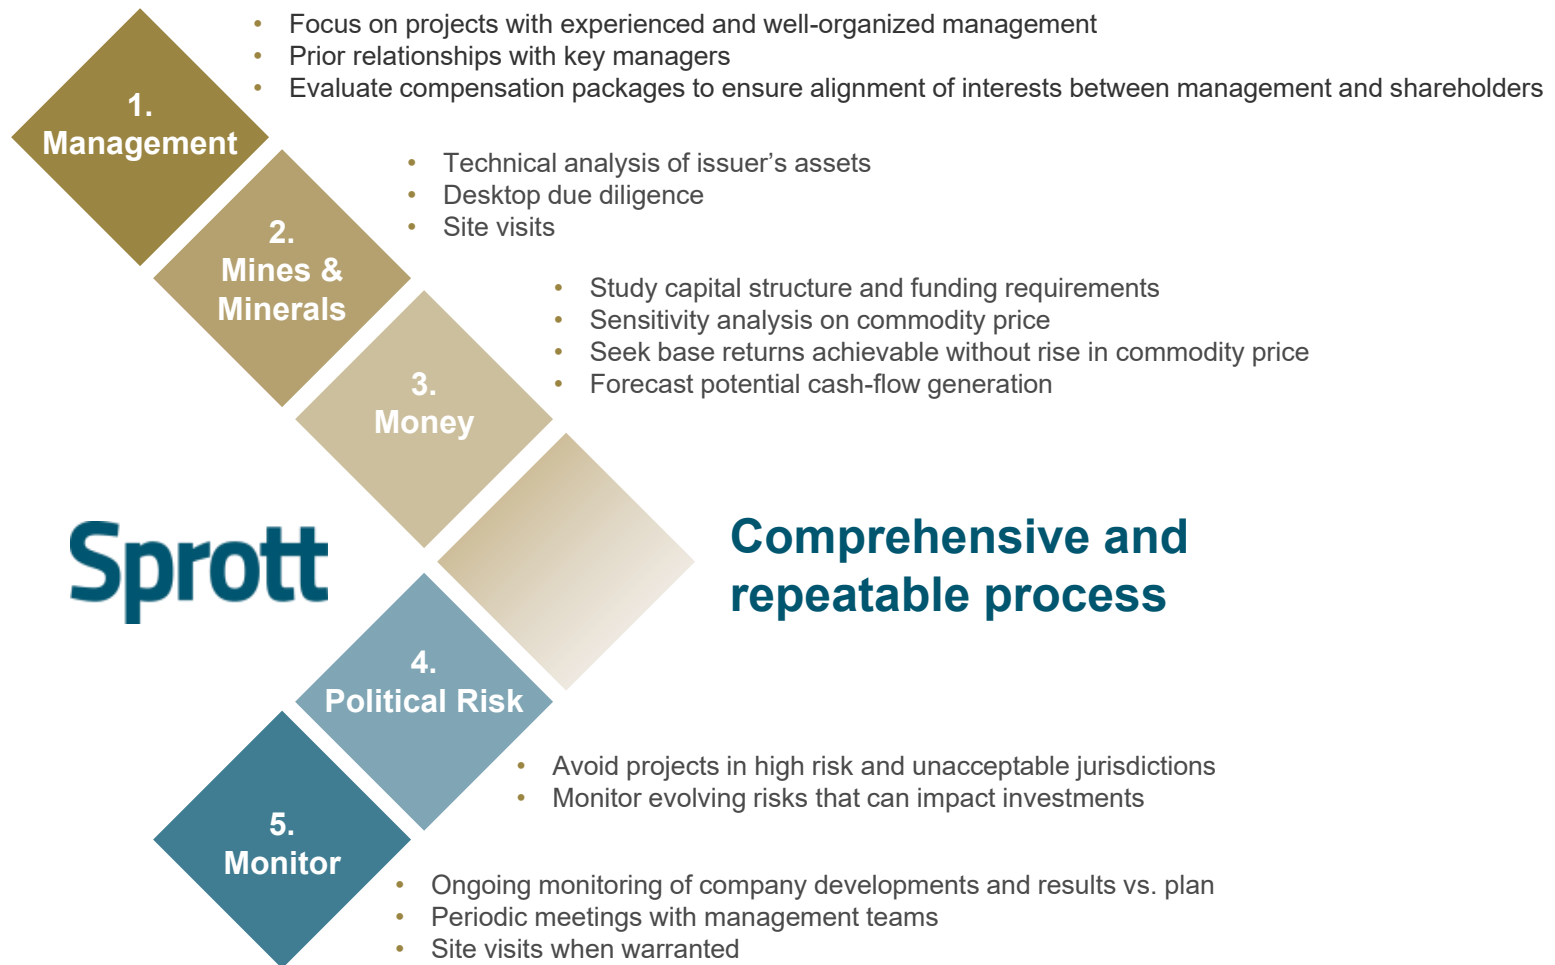 1.
Management
• Focus on projects with experienced and well-organized management
• Prior relationships with key managers
• Evaluate compensation packages to ensure alignment of interests between management and shareholders
2.
Mines &
Minerals
• Technical analysis of issuer’s assets
• Desktop due diligence
• Site visits
3.
Money
• Study capital structure and funding requirements
• Sensitivity analysis on commodity price
• Seek base returns achievable without rise in commodity price
• Forecast potential cash-flow generation
Sprott
Comprehensive and
repeatable process
4.
Political Risk
• Avoid projects in high risk and unacceptable jurisdictions
• Monitor evolving risks that can impact investments
5.
Monitor
• Ongoing monitoring of company developments and results vs. plan
• Periodic meetings with management teams
• Site visits when warranted